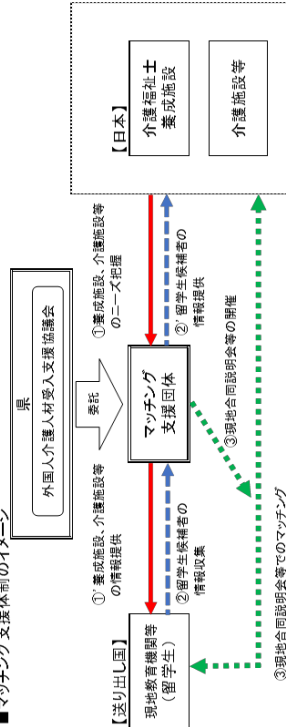 ■マッチング支援体制のイメージ
県
外国人介護人材受入支援協議会
委託
【送り出し国】
現地教育機関等
（留学生）
①’養成施設、介護施設等
の情報提供
②留学生候補者の
情報収集
マッチング
支援団体
①養成施設、介護施設等
のニーズ把握
②’留学生候補者の
情報提供
【日本】
介護福祉士
養成施設
介護施設等
③現地合同説明会等の開催
③現地合同説明会等でのマッチング